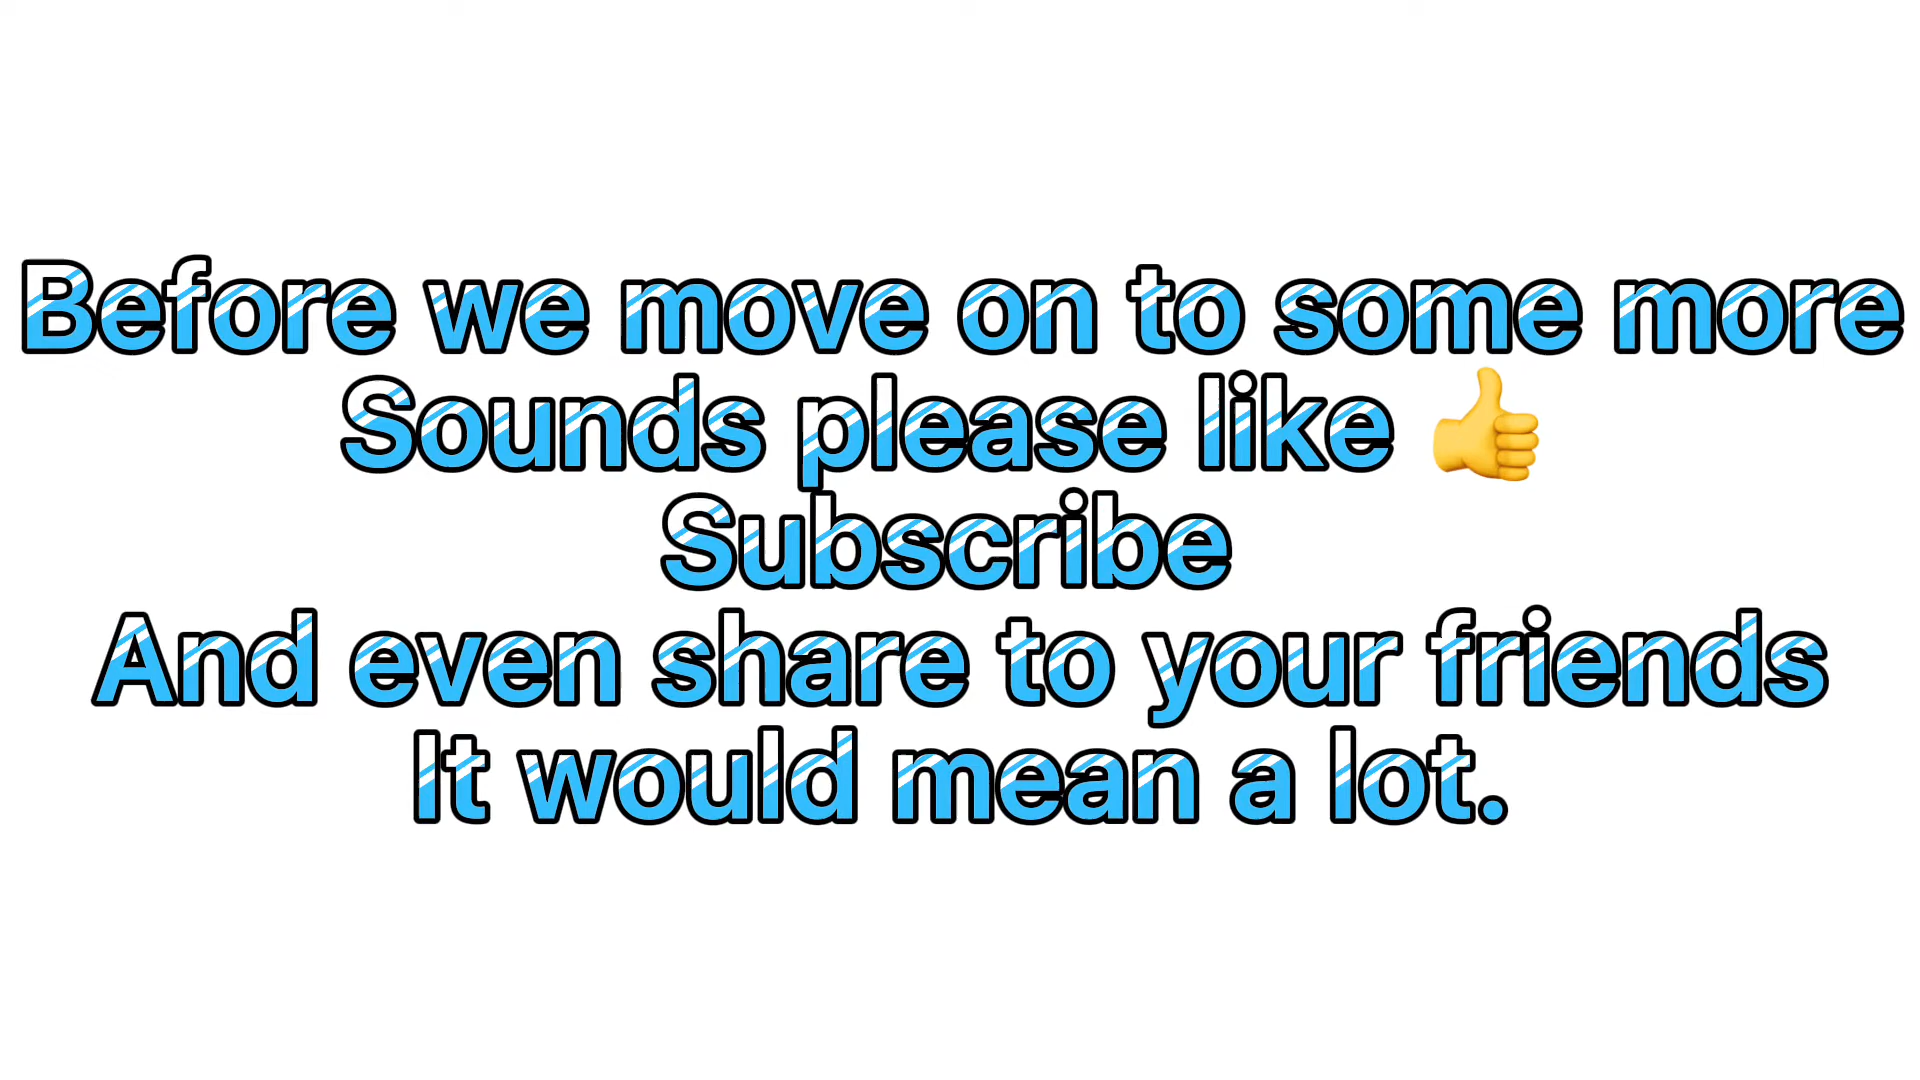 Before we move on to some more
Sounds please like 👍
Subscribe
And even share to your friends
It would mean a lot.